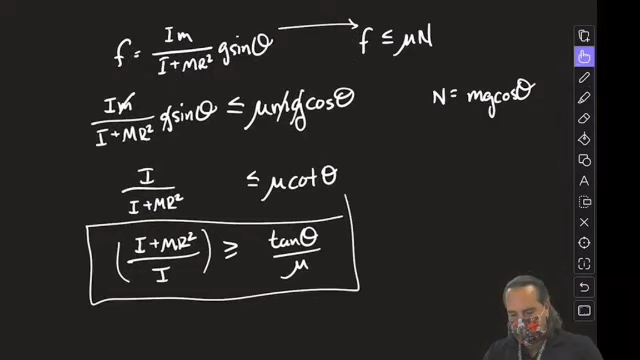 f = Im / (I + MR²) g sinθ → f ≤ μN
Im / (I + MR²) g sinθ ≤ μmg cosθ
N = mg cosθ
I / (I + MR²) ≤ μ cotθ
((I + MR²) / I) ≥ tanθ / μ